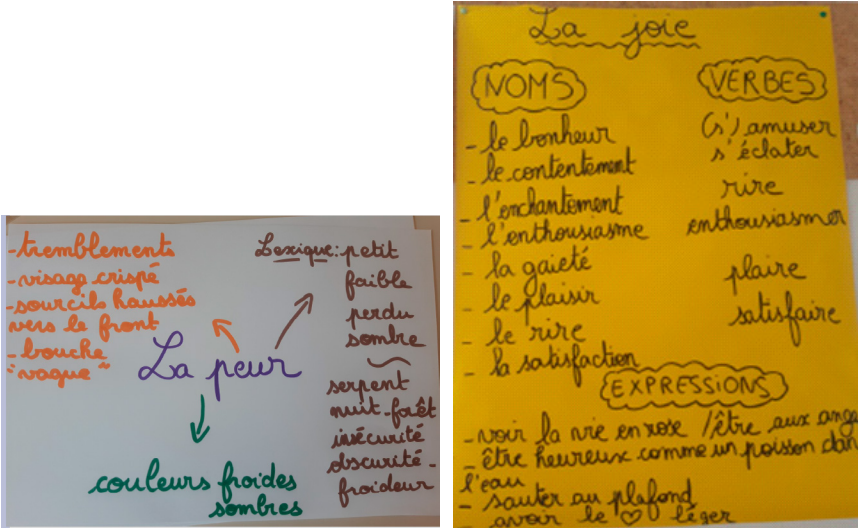 - tremblements
- visage crispé
- sourcils haussés
vers le front
- bouche
"vague"
La peur
Lexique : petit
faible
perdu
sombre
serpent
nuit - forêt
insécurité
obscurité -
froideur
couleurs froides
sombres
La joie
NOMS
- le bonheur
- le contentement
- l'enchantement
- l'enthousiasme
- la gaieté
- le plaisir
- le rire
- la satisfaction
VERBES
(s') amuser
s'éclater
rire
enthousiasmer
plaire
satisfaire
EXPRESSIONS
- voir la vie en rose / être aux ange
- être heureux comme un poisson dan
l'eau
- sauter au plafond
avoir le ♡ léger